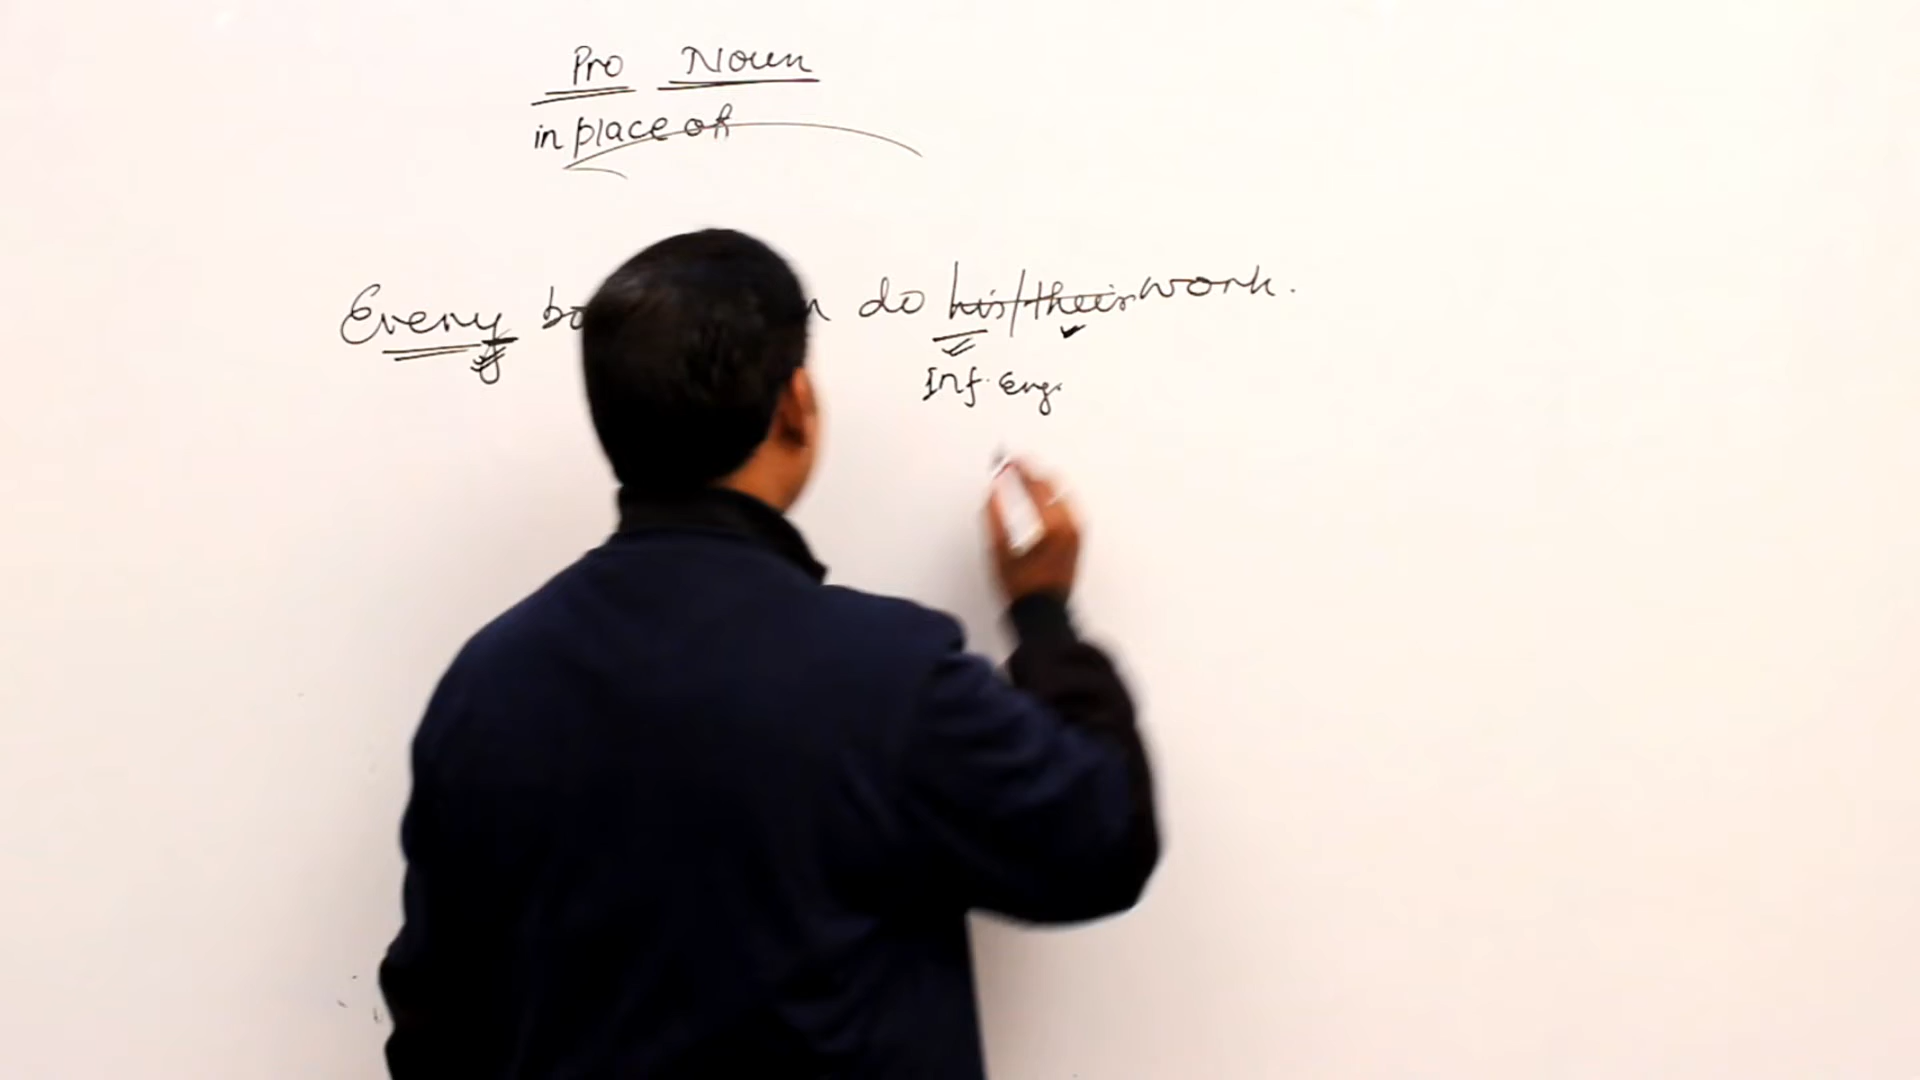 Pro Noun
in place of
Every do his/their work.
Inf. Eng.